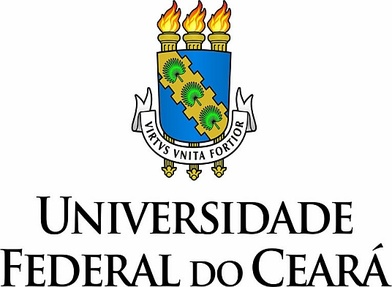 VIRTVS VNITA FORTIOR
UNIVERSIDADE
FEDERAL DO CEARÁ